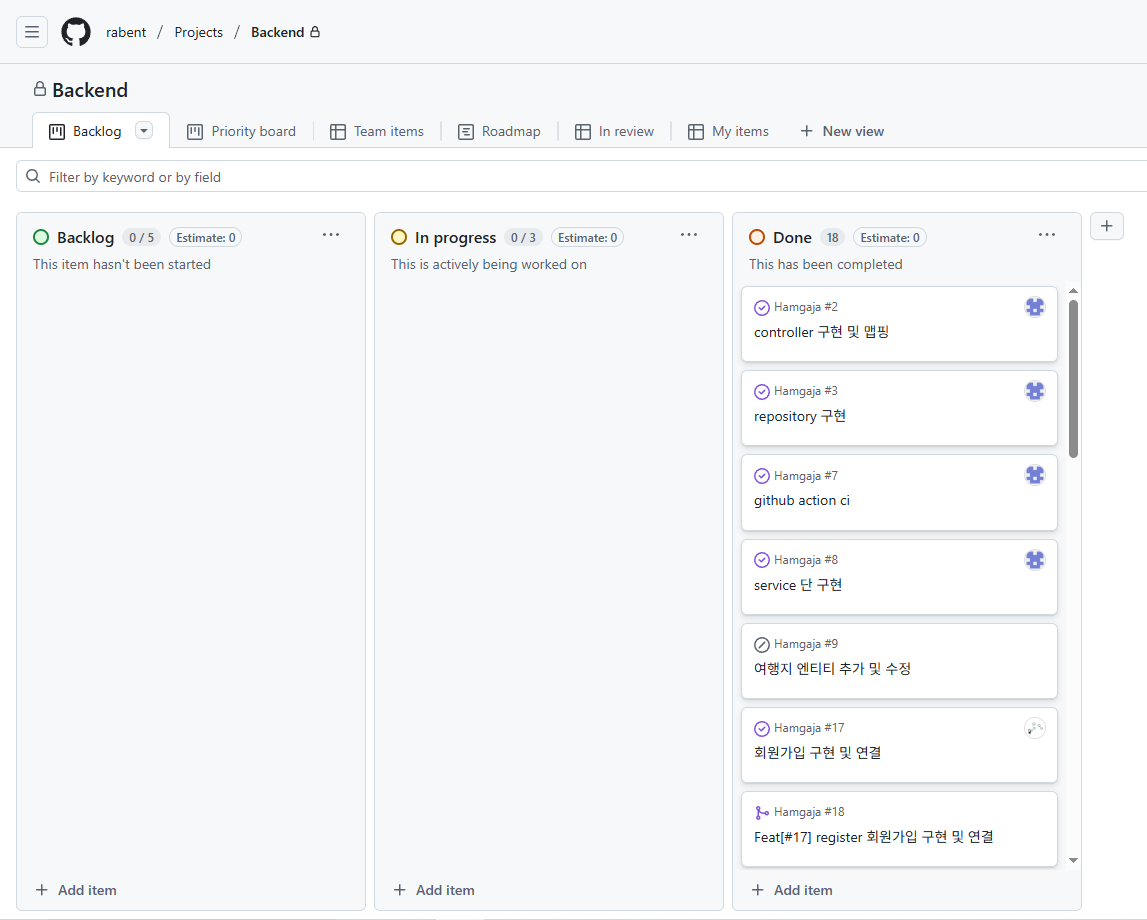 rabent / Projects / Backend
Backend
Backlog Priority board Team items Roadmap In review My items + New view
Filter by keyword or by field
Backlog 0 / 5 Estimate: 0 ...
This item hasn't been started
+ Add item
In progress 0 / 3 Estimate: 0 ...
This is actively being worked on
+ Add item
Done 18 Estimate: 0 ...
This has been completed
Hamgaja #2
controller 구현 및 맵핑
Hamgaja #3
repository 구현
Hamgaja #7
github action ci
Hamgaja #8
service 단 구현
Hamgaja #9
여행지 엔티티 추가 및 수정
Hamgaja #17
회원가입 구현 및 연결
Hamgaja #18
Feat[#17] register 회원가입 구현 및 연결
+ Add item
+